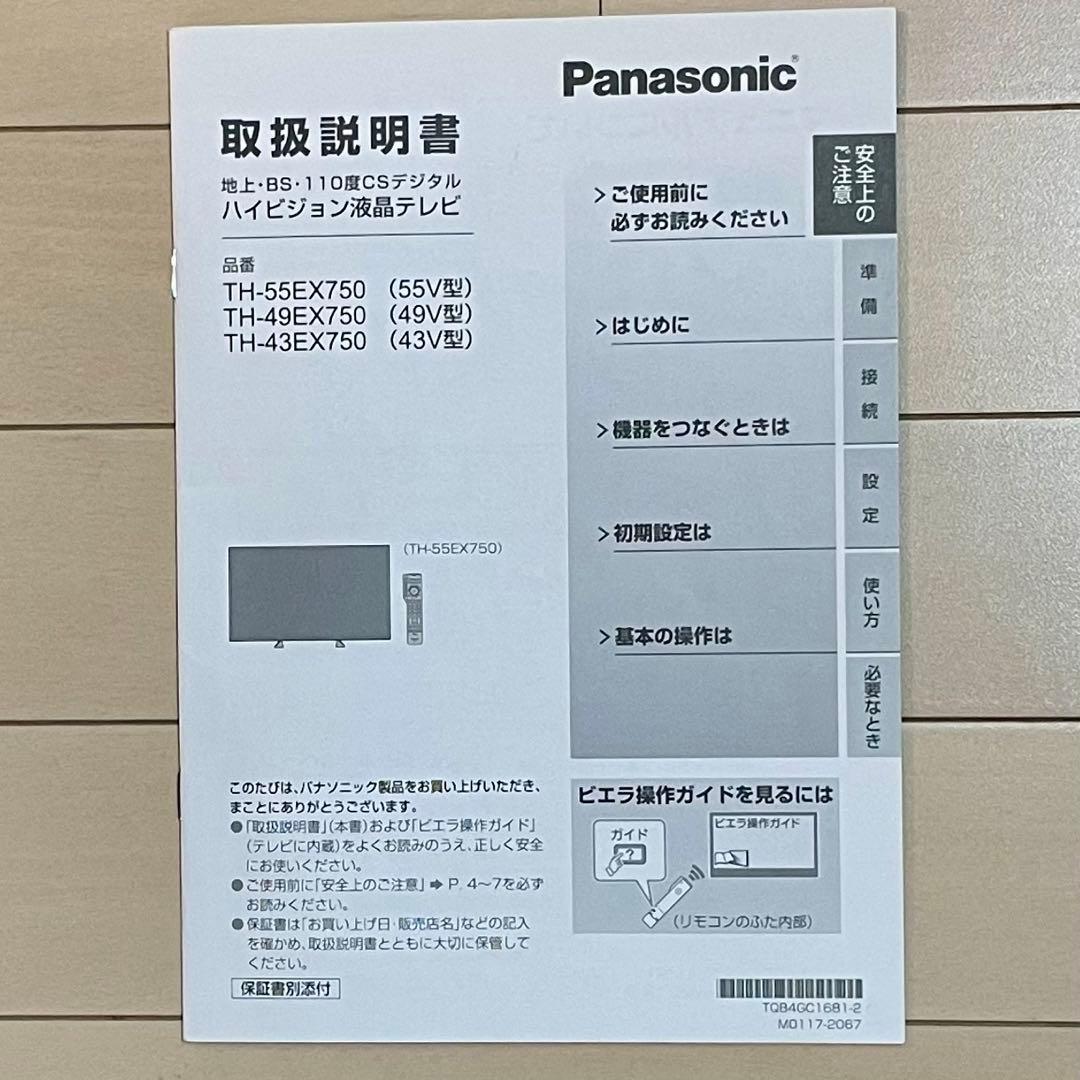 Panasonic®
取扱説明書
地上・BS・110度CSデジタル
ハイビジョン液晶テレビ
品番
TH-55EX750 (55V型)
TH-49EX750 (49V型)
TH-43EX750 (43V型)
(TH-55EX750)
このたびは、パナソニック製品をお買い上げいただき、
まことにありがとうございます。
●「取扱説明書」(本書)および「ビエラ操作ガイド」
(テレビに内蔵)をよくお読みのうえ、正しく安全
にお使いください。
●ご使用前に「安全上のご注意」➡ P. 4〜7を必ず
お読みください。
●保証書は「お買い上げ日・販売店名」などの記入
を確かめ、取扱説明書とともに大切に保管して
ください。
保証書別添付
>ご使用前に
必ずお読みください
>はじめに
>機器をつなぐときは
>初期設定は
>基本の操作は
安全上の
ご注意
準備
接続
設定
使い方
必要なとき
ビエラ操作ガイドを見るには
ガイド
?
ビエラ操作ガイド
(リモコンのふた内部)
TQB4GC1681-2
M0117-2067